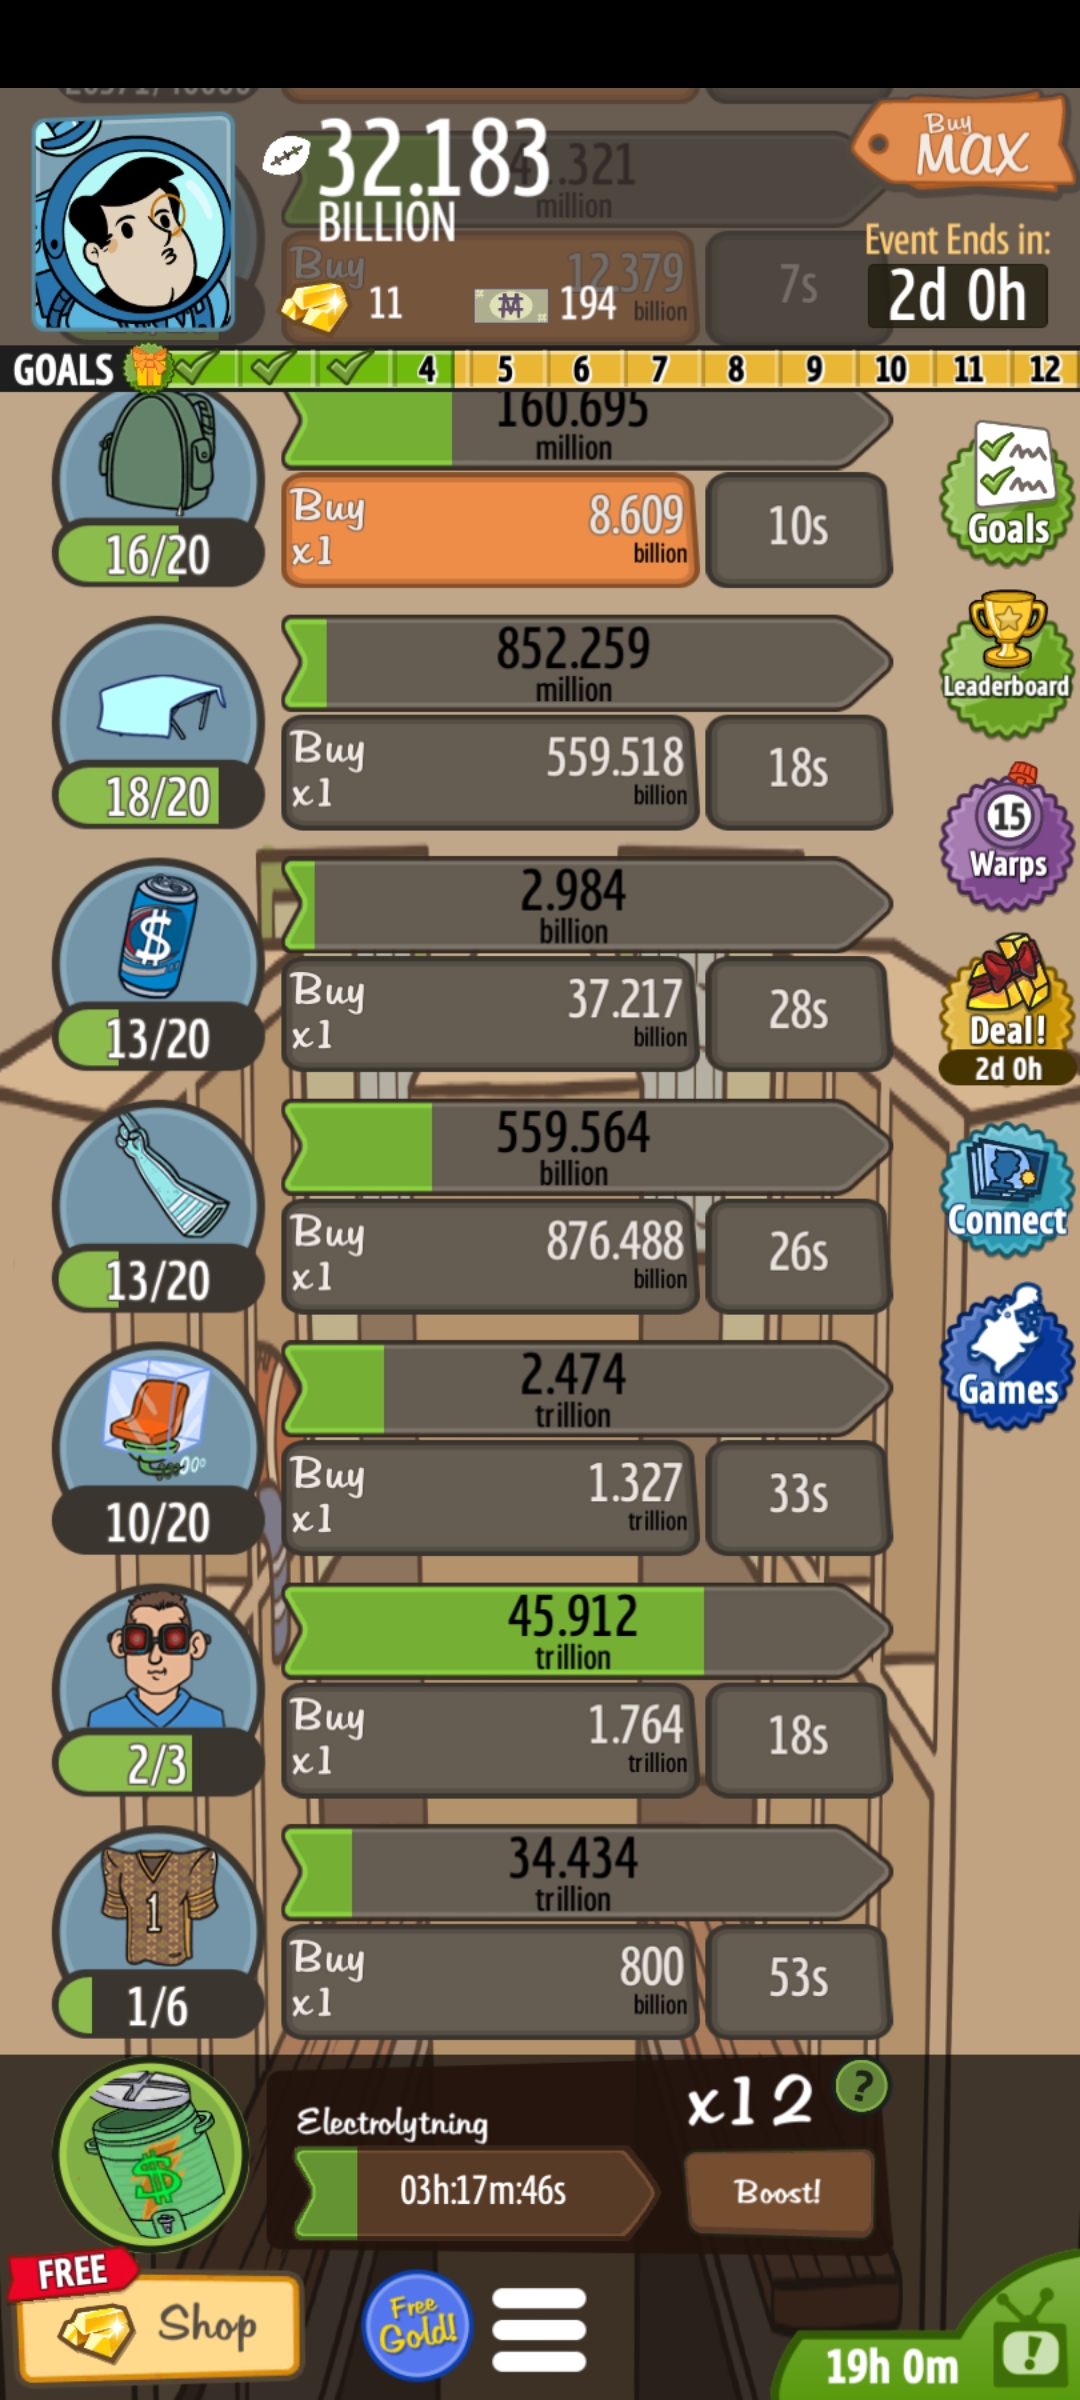 32.183
BILLION
million
Buy
MAX
Event Ends in:
2d 0h
11
194
Buy
12.379
billion
7s
GOALS
4 5 6 7 8 9 10 11 12
160.695
million
16/20
Buy
x1
8.609
billion
10s
Goals
852.259
million
18/20
Buy
x1
559.518
billion
18s
Leaderboard
15
Warps
2.984
billion
$
13/20
Buy
x1
37.217
billion
28s
Deal!
2d 0h
559.564
billion
13/20
Buy
x1
876.488
billion
26s
Connect
2.474
trillion
10/20
Buy
x1
1.327
trillion
33s
Games
45.912
trillion
2/3
Buy
x1
1.764
trillion
18s
34.434
trillion
1
1/6
Buy
x1
800
billion
53s
$
Electrolytning
x12
?
03h:17m:46s
Boost!
FREE
Shop
Free
Gold!
19h 0m
!